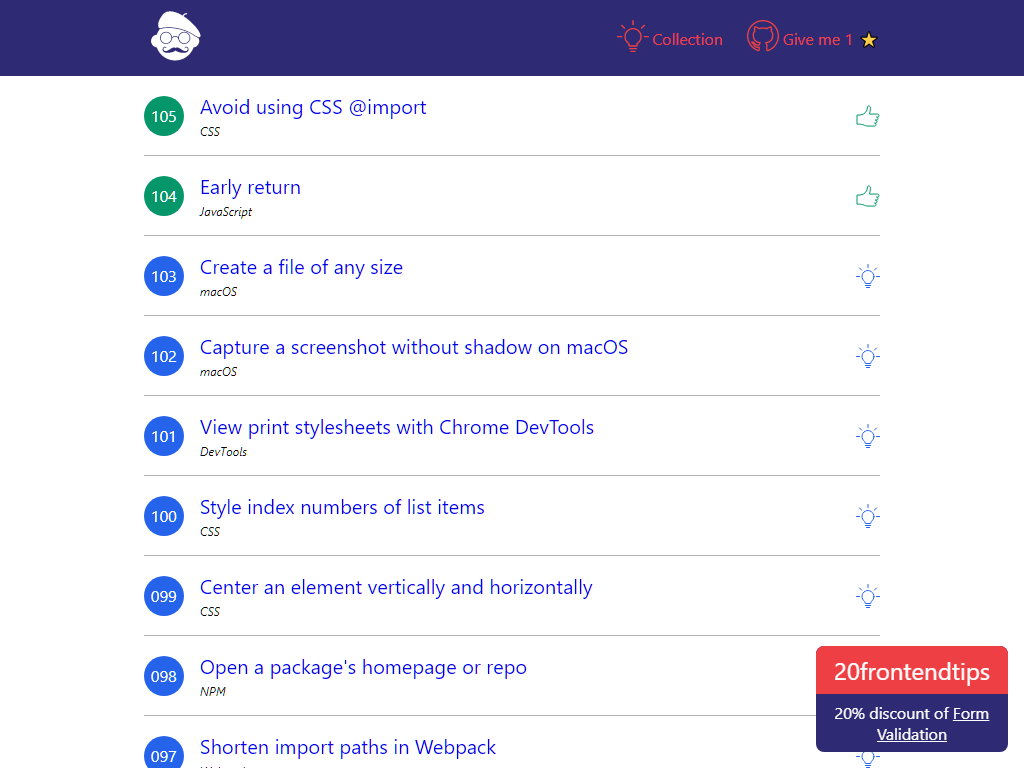 Collection
Give me 1
105
Avoid using CSS @import
CSS
104
Early return
JavaScript
103
Create a file of any size
macOS
102
Capture a screenshot without shadow on macOS
macOS
101
View print stylesheets with Chrome DevTools
DevTools
100
Style index numbers of list items
CSS
099
Center an element vertically and horizontally
CSS
098
Open a package's homepage or repo
NPM
097
Shorten import paths in Webpack
20frontendtips
20% discount of Form
Validation